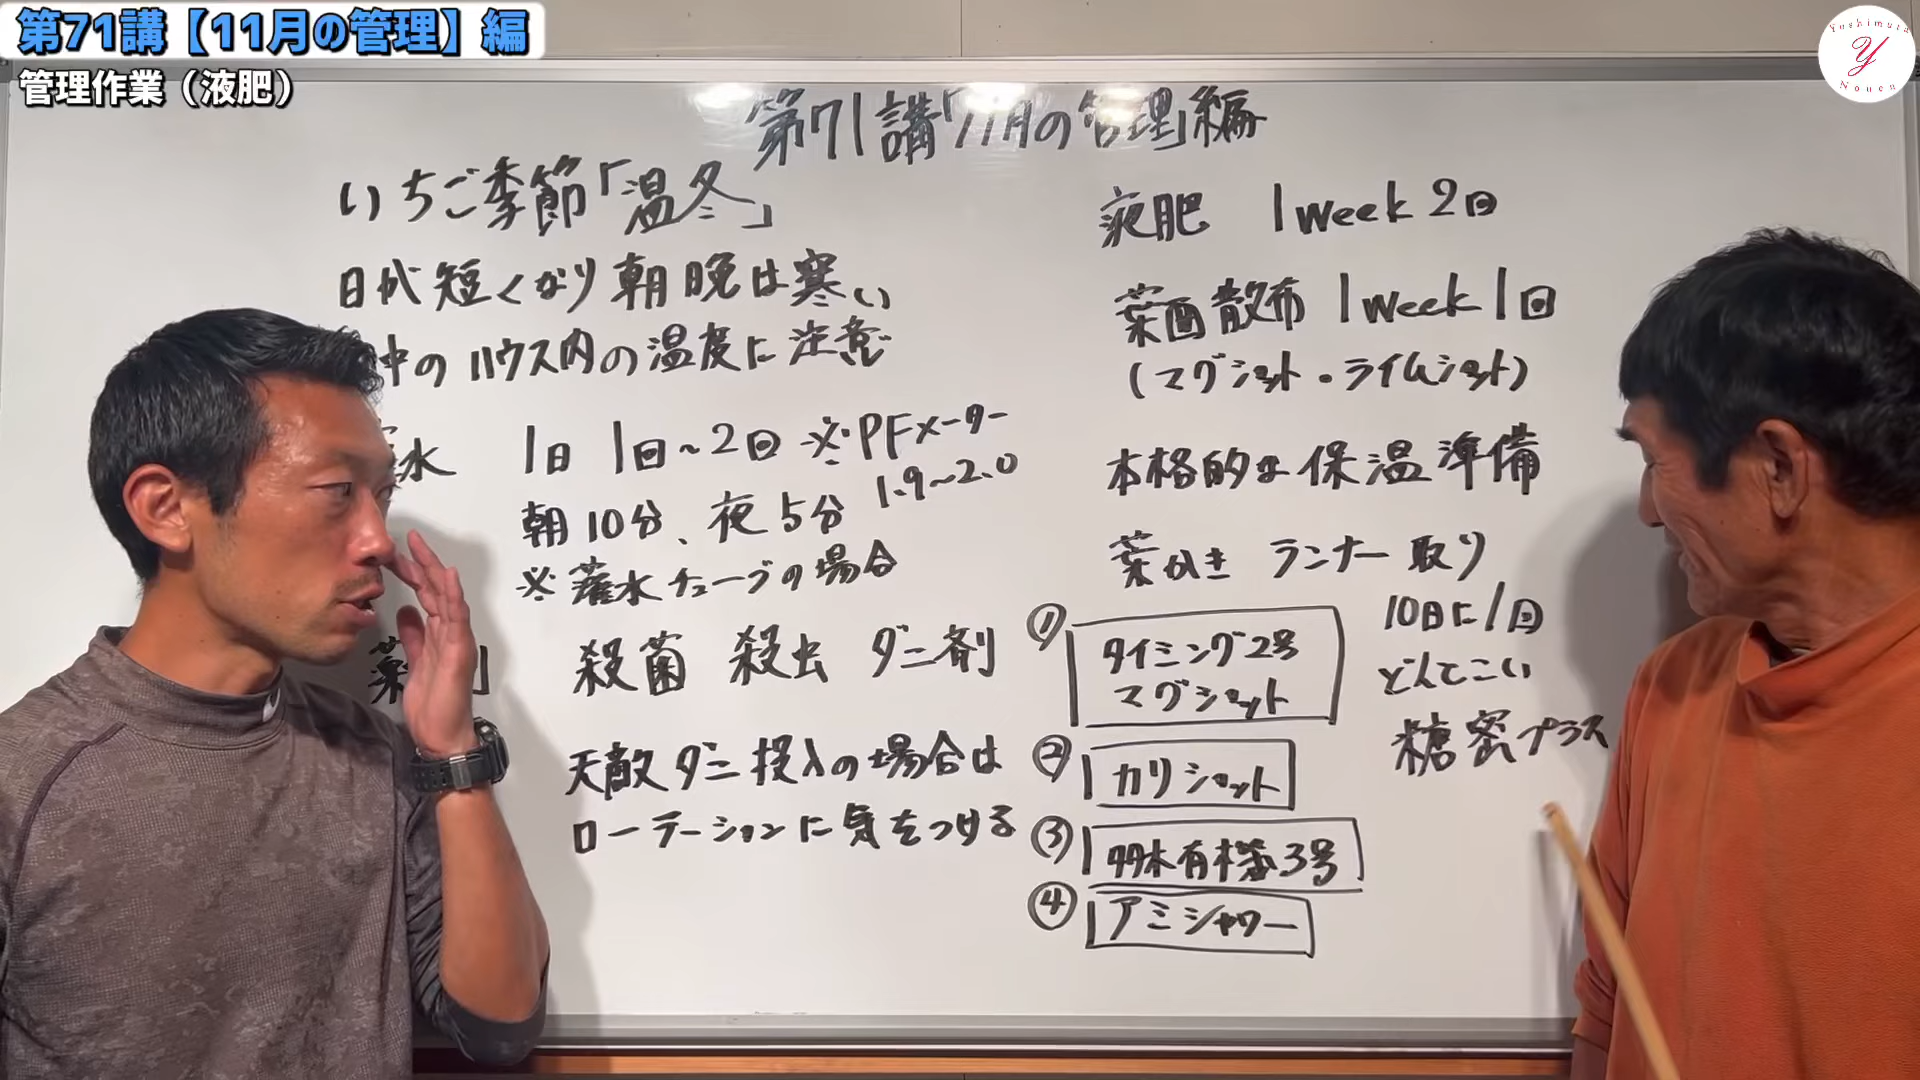 第71講【11月の管理】編
管理作業（液肥）
Yoshimura
Y
Nouen
第71講「11月の管理」編
いちご季節「温冬」
日が短くなり朝晩は寒い
中のハウス内の温度に注意
水 1日 1回~2回 ※PFメーター
1.9~2.0
朝10分、夜5分
※灌水チューブの場合
殺菌 殺虫 ダニ剤
天敵ダニ投入の場合は
ローテーションに気をつける
液肥 1week 2回
葉面散布 1week 1回
(マグショット・ライムショット)
本格的な保温準備
葉かき ランナー取り
10日に1回
① タイミング2号
マグショット
② カリショット
③ 有機3号
④ アミシャワー
どんでこい
糖蜜プラス